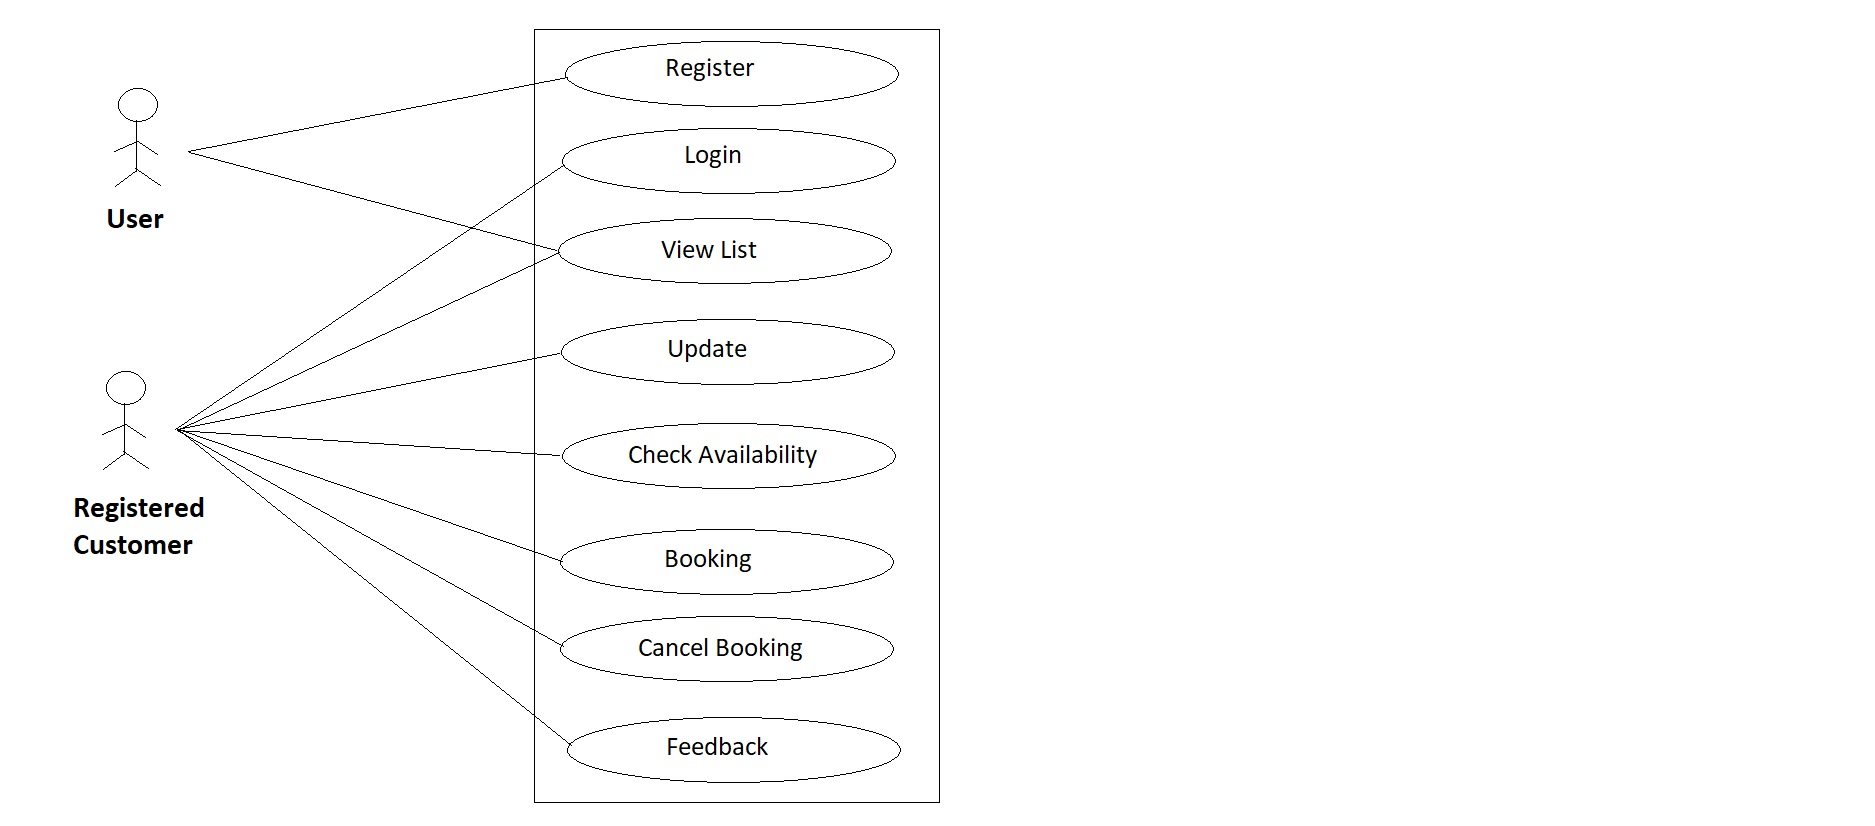 Register
Login
User
View List
Update
Check Availability
Registered
Customer
Booking
Cancel Booking
Feedback